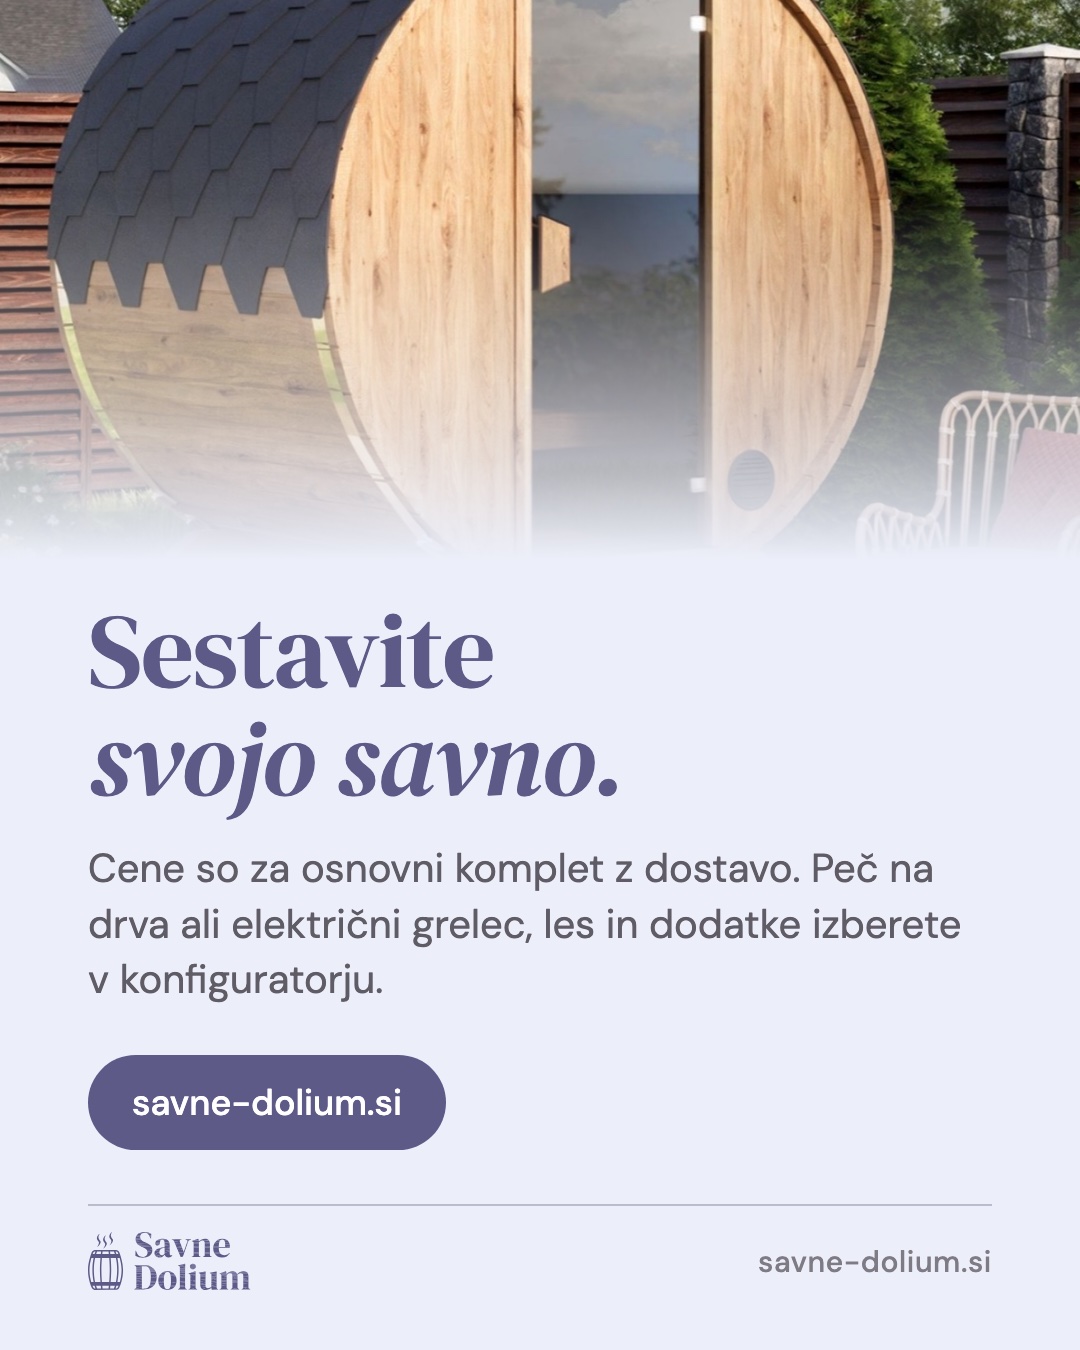 Sestavite
svojo savno.
Cene so za osnovni komplet z dostavo. Peč na
drva ali električni grelec, les in dodatke izberete
v konfiguratorju.
savne-dolium.si
Savne
Dolium
savne-dolium.si